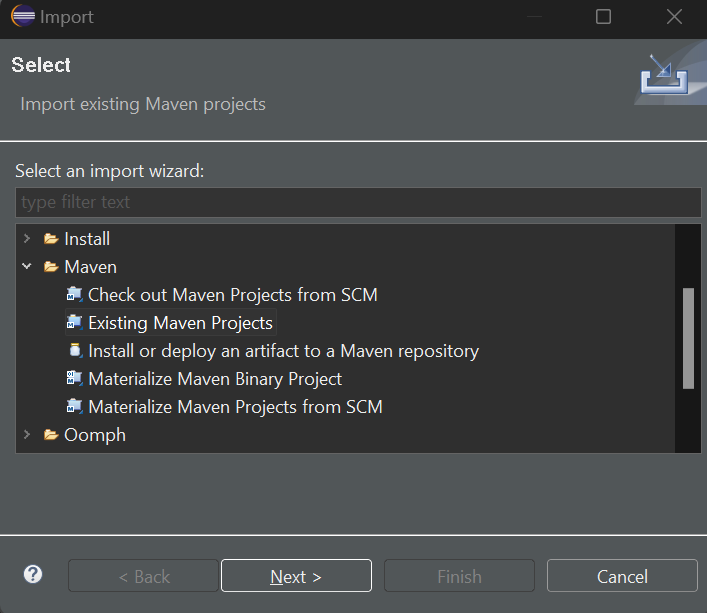 Import
Select
Import existing Maven projects
Select an import wizard:
type filter text
Install
Maven
Check out Maven Projects from SCM
Existing Maven Projects
Install or deploy an artifact to a Maven repository
Materialize Maven Binary Project
Materialize Maven Projects from SCM
Oomph
? < Back Next > Finish Cancel